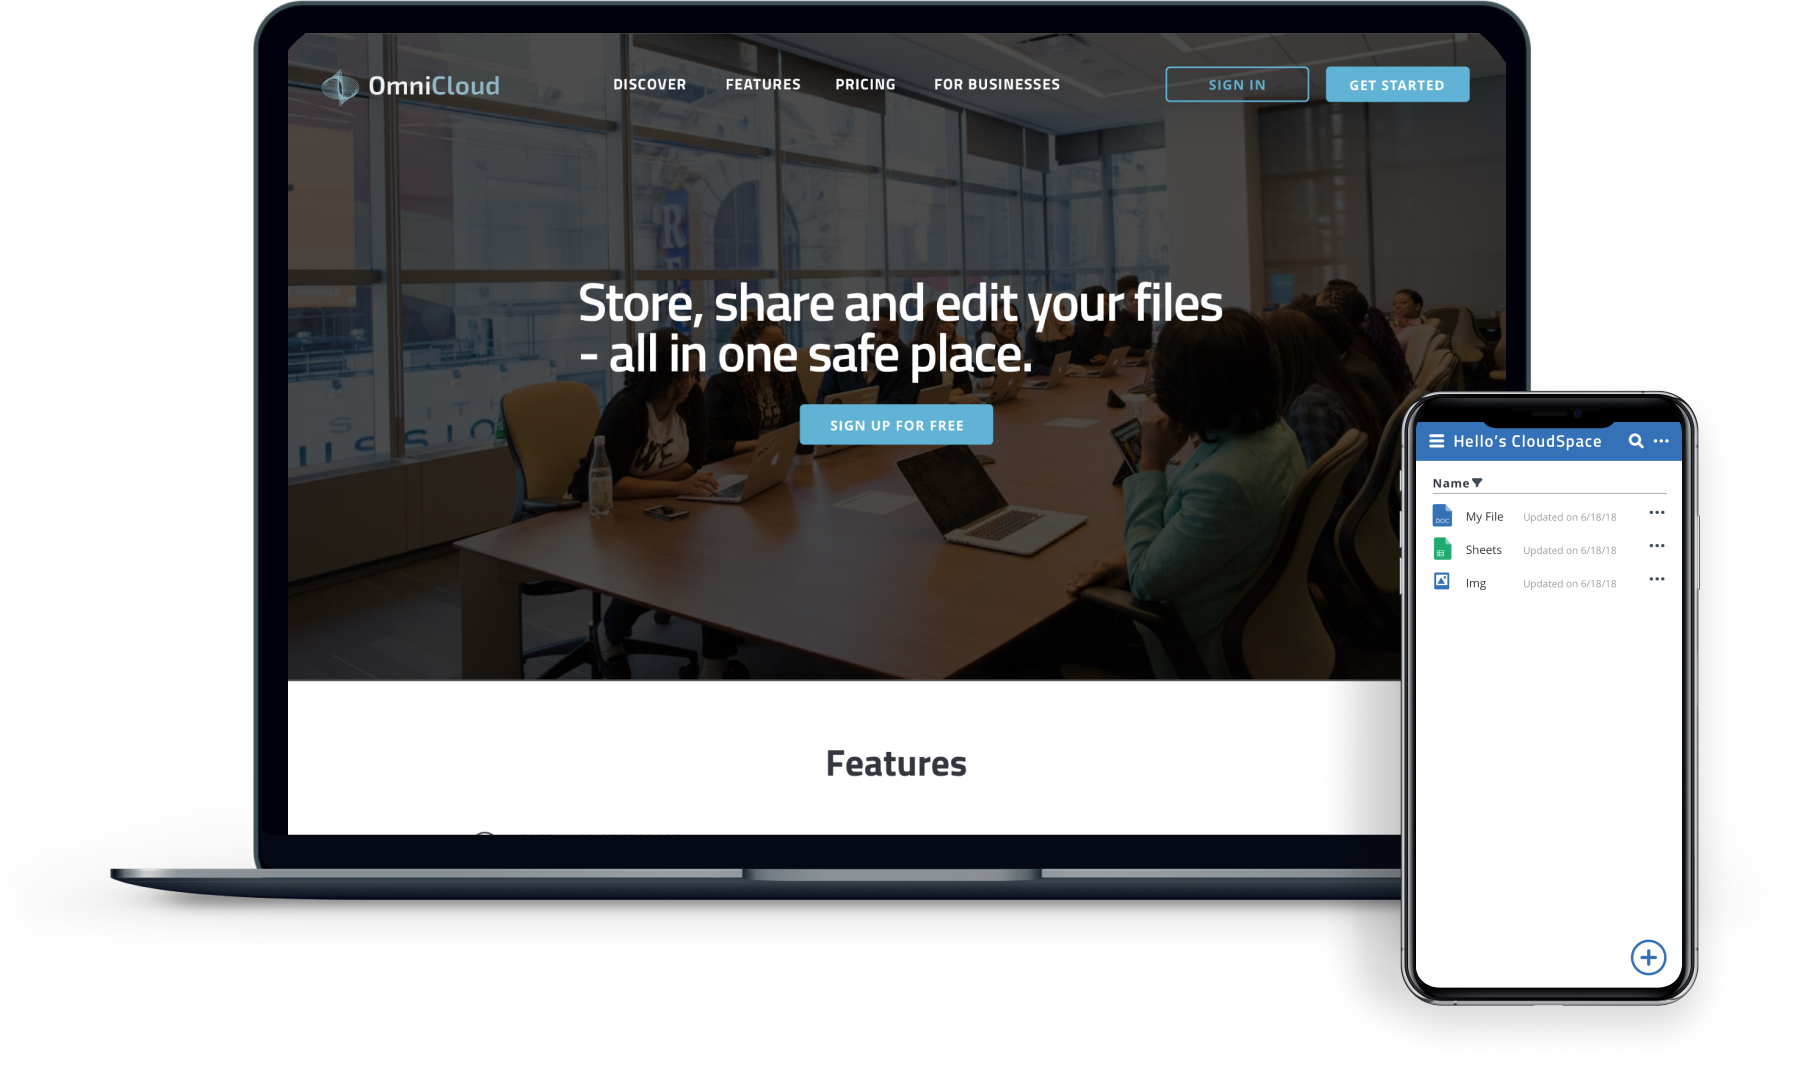 OmniCloud
DISCOVER
FEATURES
PRICING
FOR BUSINESSES
SIGN IN
GET STARTED
Store, share and edit your files
- all in one safe place.
SIGN UP FOR FREE
Features
Hello's CloudSpace
Name
DOC
My File
Updated on 6/18/18
Sheets
Updated on 6/18/18
Img
Updated on 6/18/18